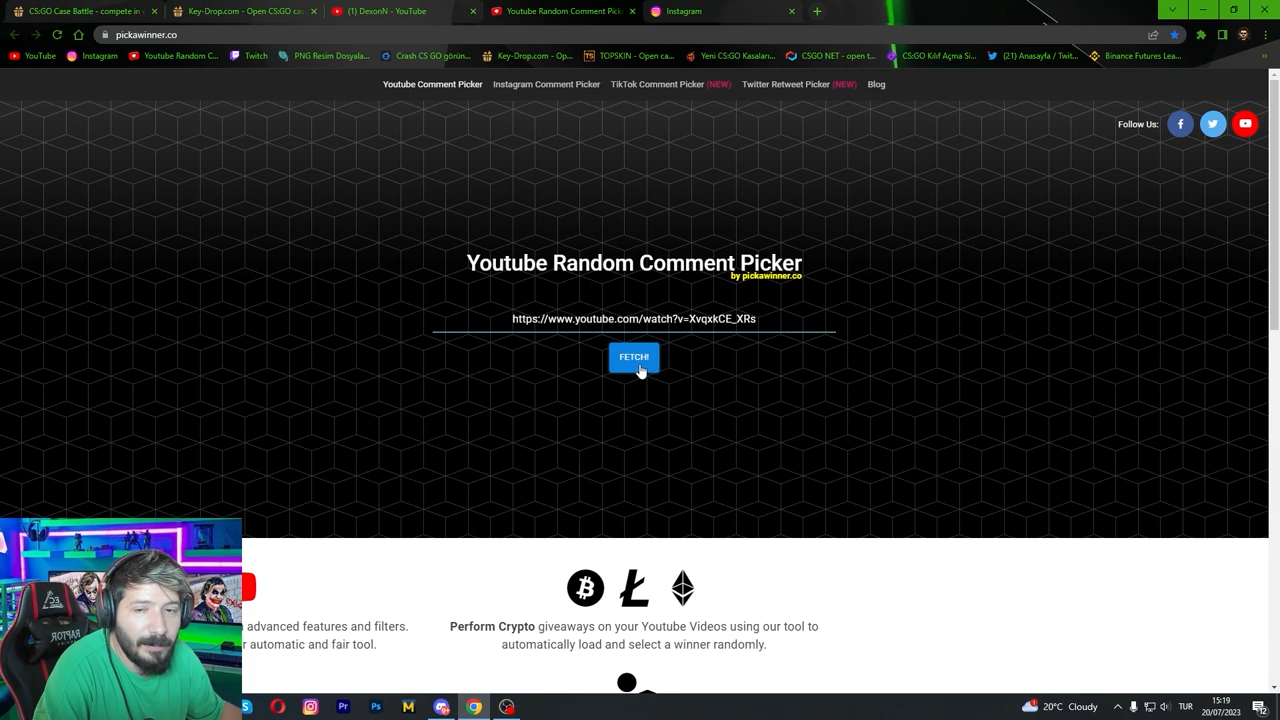 CS:GO Case Battle - compete in c
Key-Drop.com - Open CS:GO cas
(1) DexonN - YouTube
Youtube Random Comment Pick
Instagram
pickawinner.co
YouTube
Instagram
Youtube Random C...
Twitch
PNG Resim Dosyala...
Crash CS GO görün...
Key-Drop.com - Op...
TOPSKIN - Open ca...
Yeni CS:GO Kasaları...
CSGO NET - open t...
CS:GO Kılıf Açma Si...
(21) Anasayfa / Twit...
Binance Futures Lea...
Youtube Comment Picker
Instagram Comment Picker
TikTok Comment Picker (NEW)
Twitter Retweet Picker (NEW)
Blog
Follow Us:
Youtube Random Comment Picker
by pickawinner.co
https://www.youtube.com/watch?v=XvqxkCE_XRs
FETCH!
advanced features and filters.
r automatic and fair tool.
Perform Crypto giveaways on your Youtube Videos using our tool to
automatically load and select a winner randomly.
RAPTOR
20°C Cloudy
TUR
15:19
20/07/2023
12